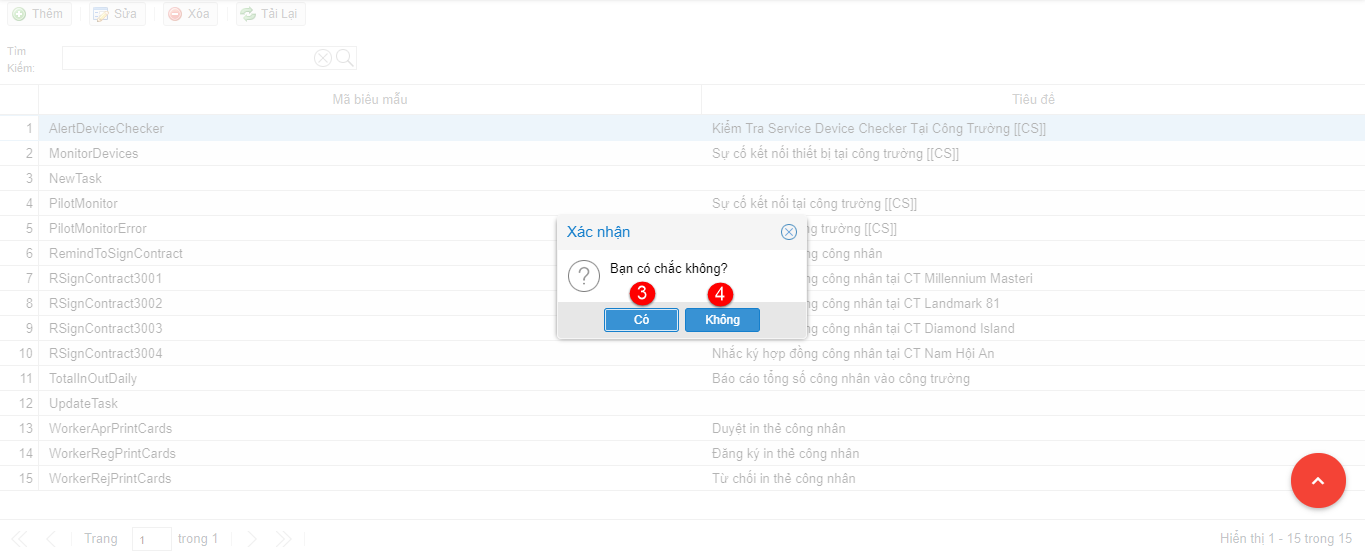 Thêm Sửa Xóa Tải Lại
Tìm
Kiếm:
Mã biểu mẫu Tiêu đề
1 AlertDeviceChecker Kiểm Tra Service Device Checker Tại Công Trường [[CS]]
2 MonitorDevices Sự cố kết nối thiết bị tại công trường [[CS]]
3 NewTask
4 PilotMonitor Sự cố kết nối tại công trường [[CS]]
5 PilotMonitorError trường [[CS]]
6 RemindToSignContract công nhân
7 RSignContract3001 công nhân tại CT Millennium Masteri
8 RSignContract3002 công nhân tại CT Landmark 81
9 RSignContract3003 công nhân tại CT Diamond Island
10 RSignContract3004 Nhắc ký hợp đồng công nhân tại CT Nam Hội An
11 TotalInOutDaily Báo cáo tổng số công nhân vào công trường
12 UpdateTask
13 WorkerAprPrintCards Duyệt in thẻ công nhân
14 WorkerRegPrintCards Đăng ký in thẻ công nhân
15 WorkerRejPrintCards Từ chối in thẻ công nhân
Xác nhận
? Bạn có chắc không?
3 4
Có Không
Trang 1 trong 1 Hiển thị 1 - 15 trong 15